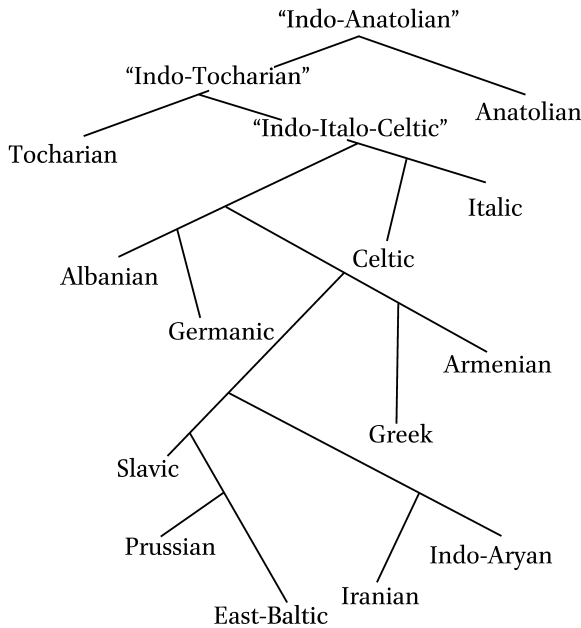 “Indo-Anatolian”
“Indo-Tocharian”
Anatolian
“Indo-Italo-Celtic”
Tocharian
Italic
Celtic
Albanian
Germanic
Armenian
Greek
Slavic
Prussian
Indo-Aryan
Iranian
East-Baltic